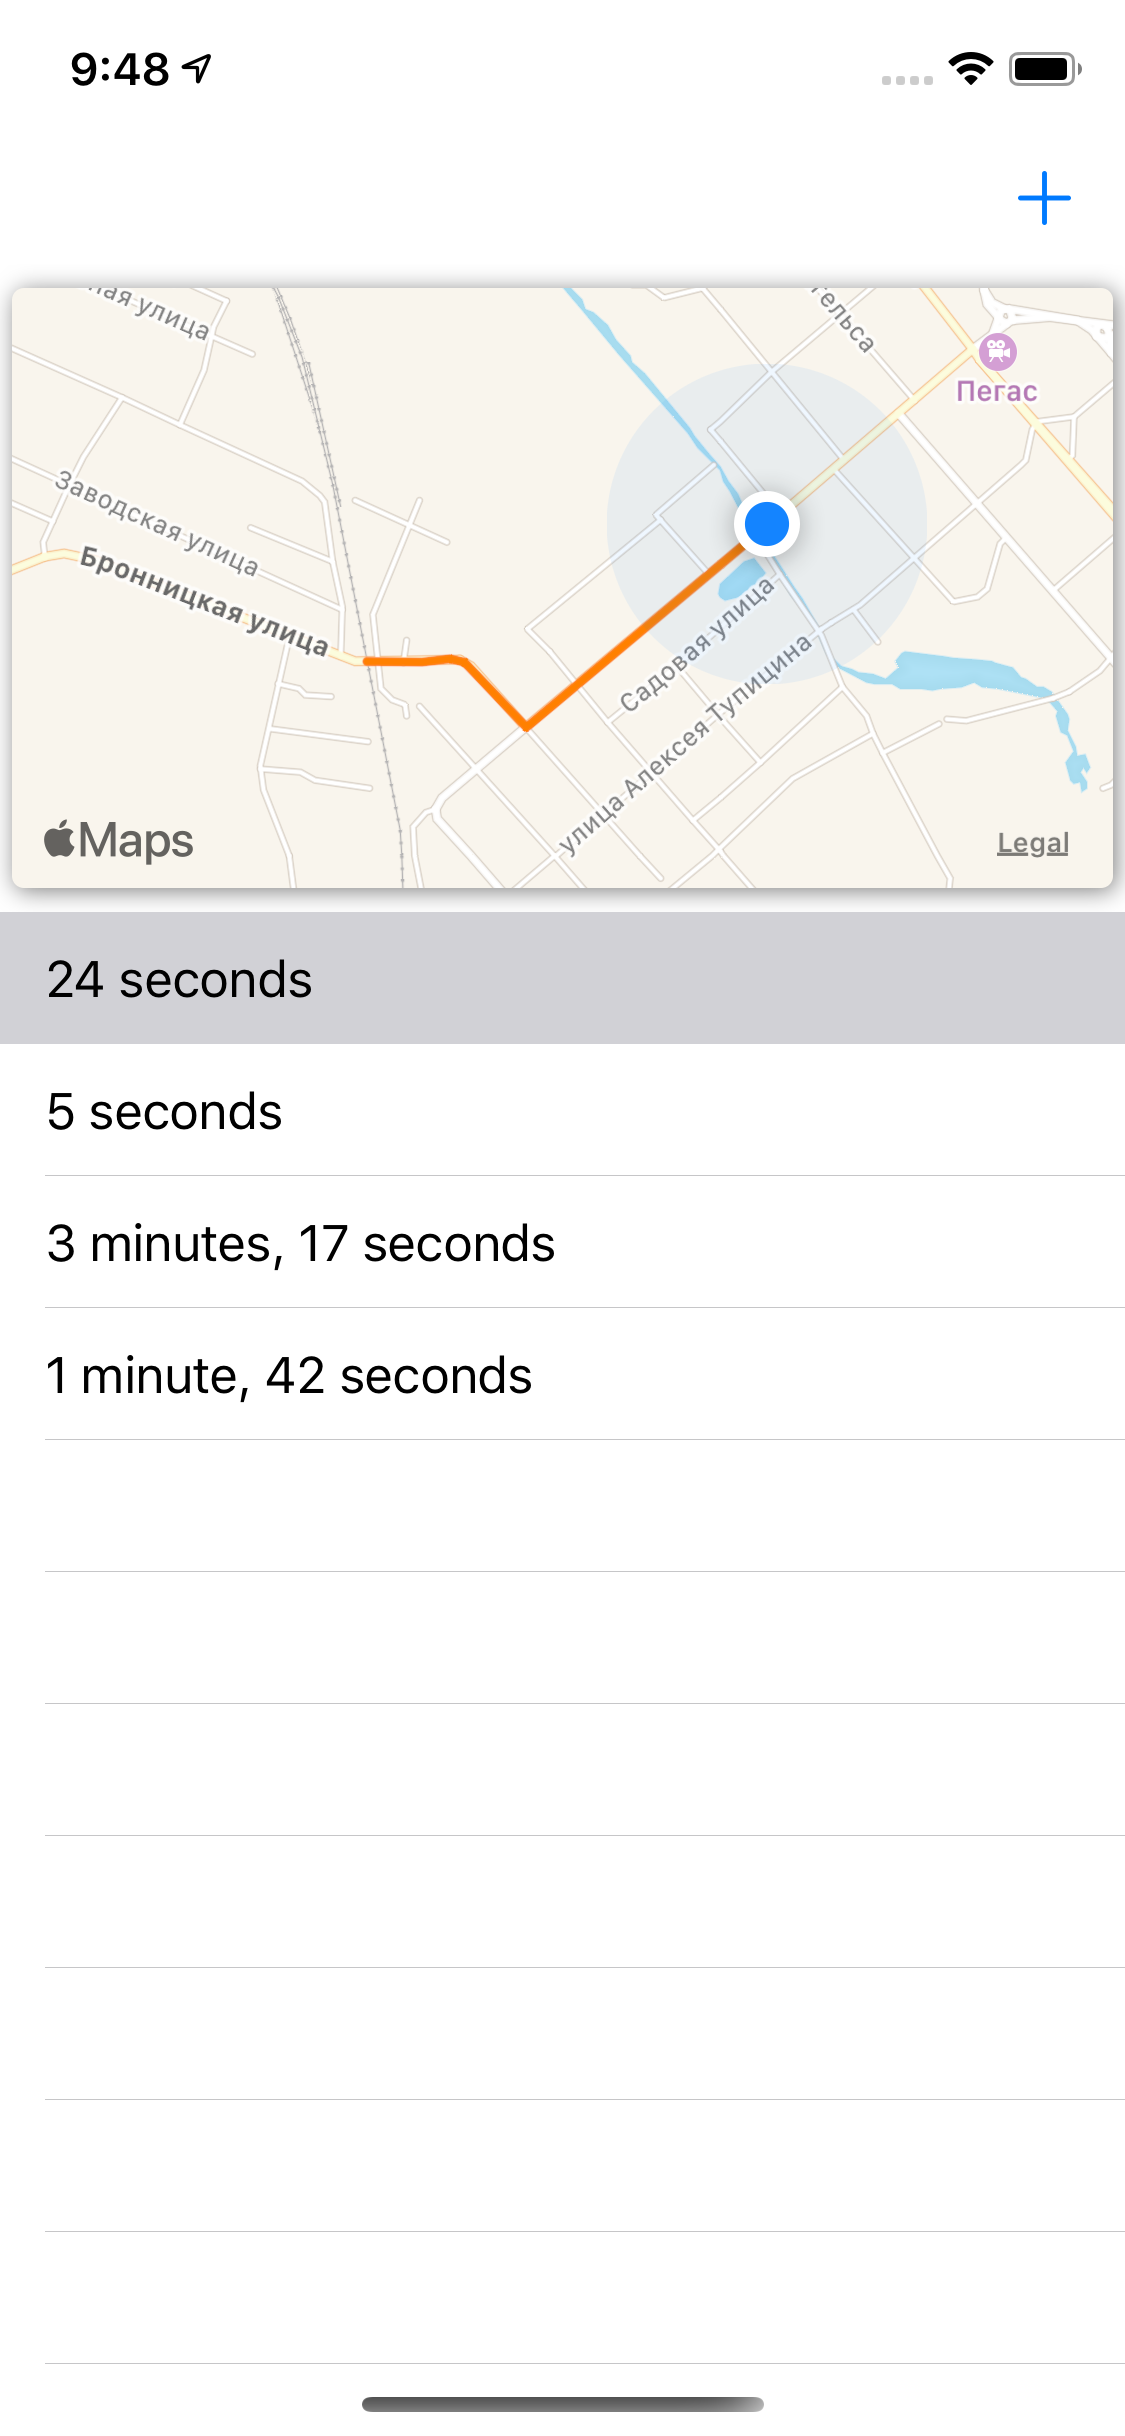 9:48
ная улица
тельса
Пегас
Заводская улица
Бронницкая улица
Садовая улица
улица Алексея Тупицина
Maps
Legal
24 seconds
5 seconds
3 minutes, 17 seconds
1 minute, 42 seconds